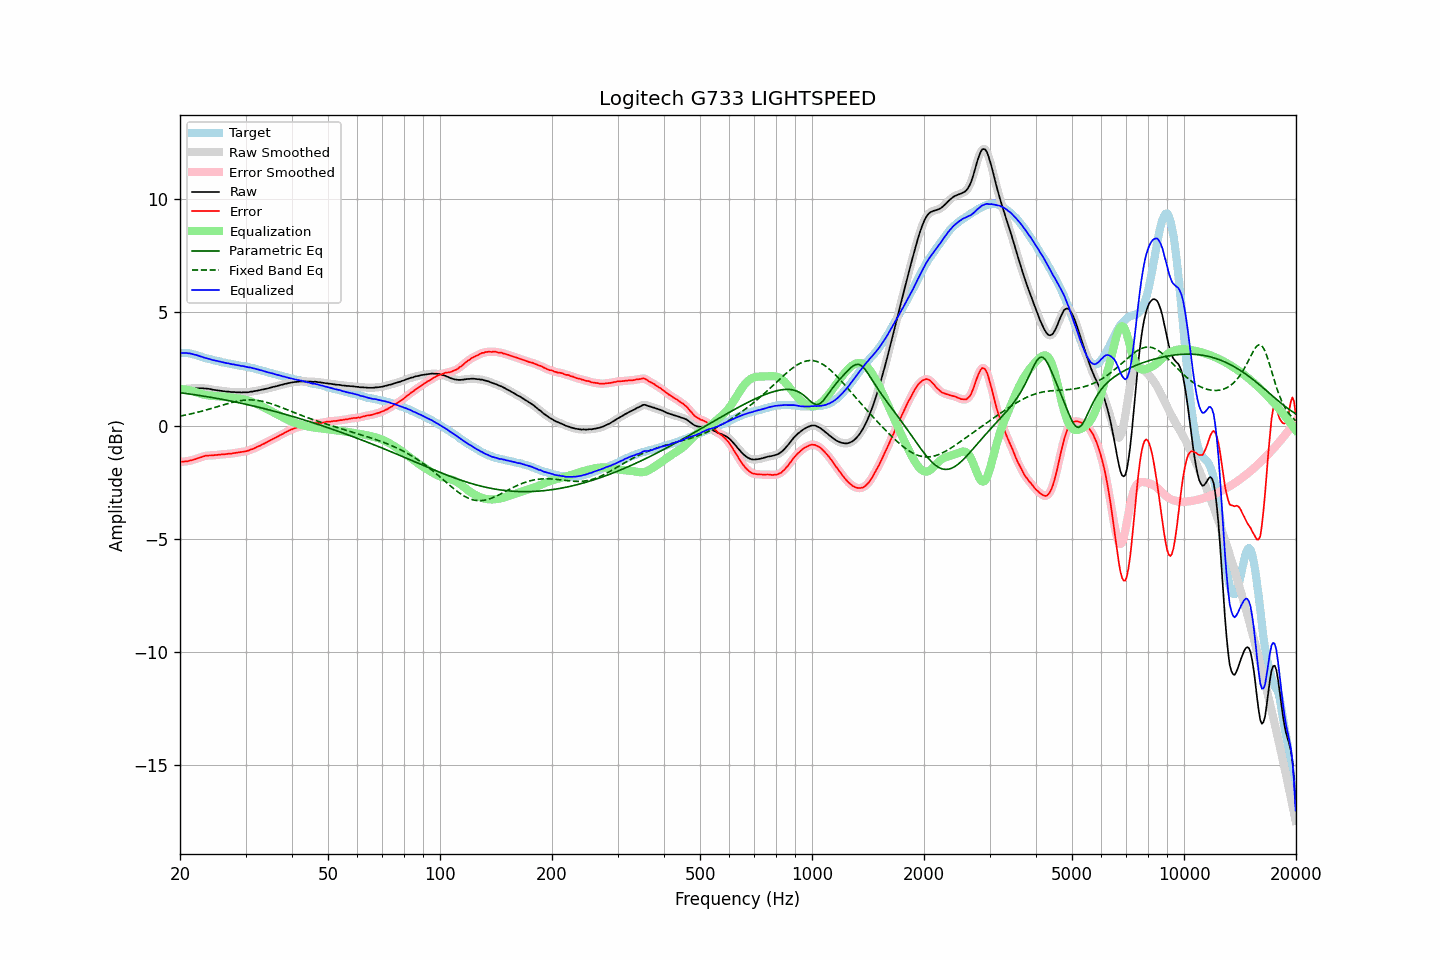 Logitech G733 LIGHTSPEED
Target
Raw Smoothed
Error Smoothed
Raw
Error
Equalization
Parametric Eq
Fixed Band Eq
Equalized
10
5
0
−5
−10
−15
Amplitude (dBr)
20 50 100 200 500 1000 2000 5000 10000 20000
Frequency (Hz)